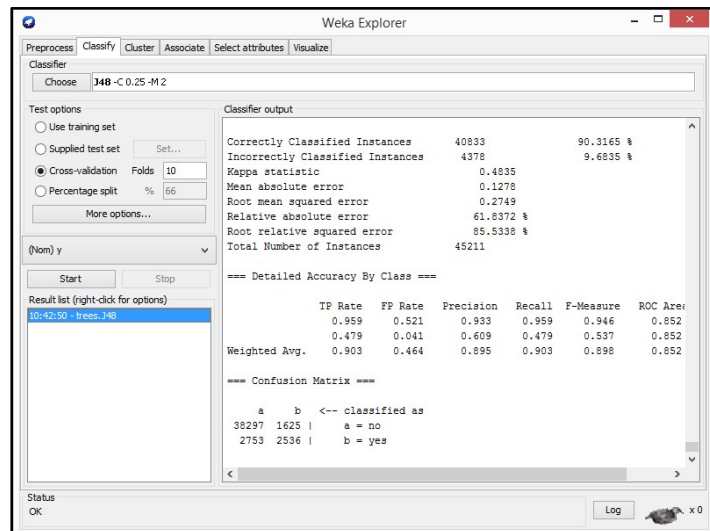 Weka Explorer
Preprocess Classify Cluster Associate Select attributes Visualize
Classifier
Choose J48 -C 0.25 -M 2
Test options
Use training set
Supplied test set Set...
Cross-validation Folds 10
Percentage split % 66
More options...
(Nom) y
Start Stop
Result list (right-click for options)
10:42:50 - trees.J48
Classifier output
Correctly Classified Instances 40833 90.3165 %
Incorrectly Classified Instances 4378 9.6835 %
Kappa statistic 0.4835
Mean absolute error 0.1278
Root mean squared error 0.2749
Relative absolute error 61.8372 %
Root relative squared error 85.5338 %
Total Number of Instances 45211
=== Detailed Accuracy By Class ===
TP Rate FP Rate Precision Recall F-Measure ROC Area
0.959 0.521 0.933 0.959 0.946 0.852
0.479 0.041 0.609 0.479 0.537 0.852
Weighted Avg. 0.903 0.464 0.895 0.903 0.898 0.852
=== Confusion Matrix ===
a b <-- classified as
38297 1625 | a = no
2753 2536 | b = yes
Status
OK
Log x 0